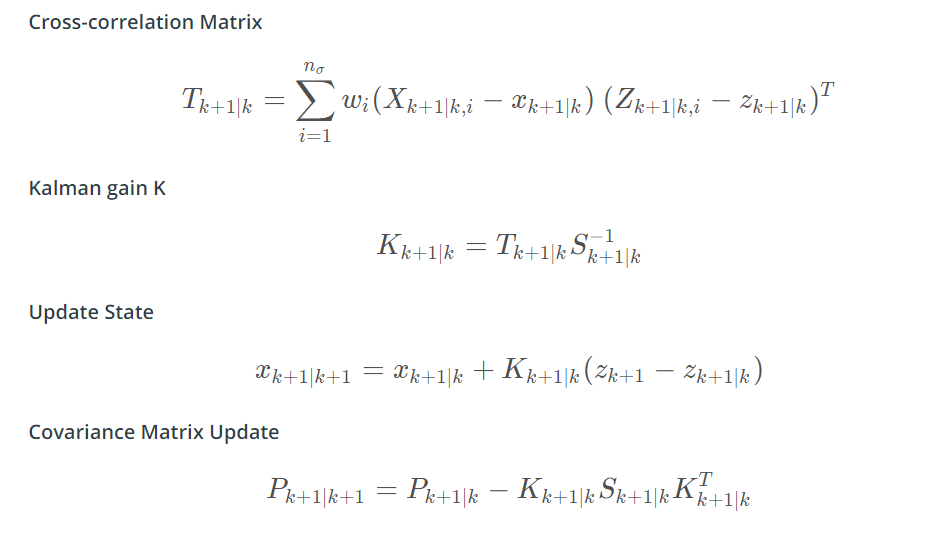 Cross-correlation Matrix
$T_{k+1|k} = \sum_{i=1}^{n_\sigma} w_i (X_{k+1|k,i} - x_{k+1|k}) (Z_{k+1|k,i} - z_{k+1|k})^T$
Kalman gain K
$K_{k+1|k} = T_{k+1|k} S_{k+1|k}^{-1}$
Update State
$x_{k+1|k+1} = x_{k+1|k} + K_{k+1|k} (z_{k+1} - z_{k+1|k})$
Covariance Matrix Update
$P_{k+1|k+1} = P_{k+1|k} - K_{k+1|k} S_{k+1|k} K_{k+1|k}^T$